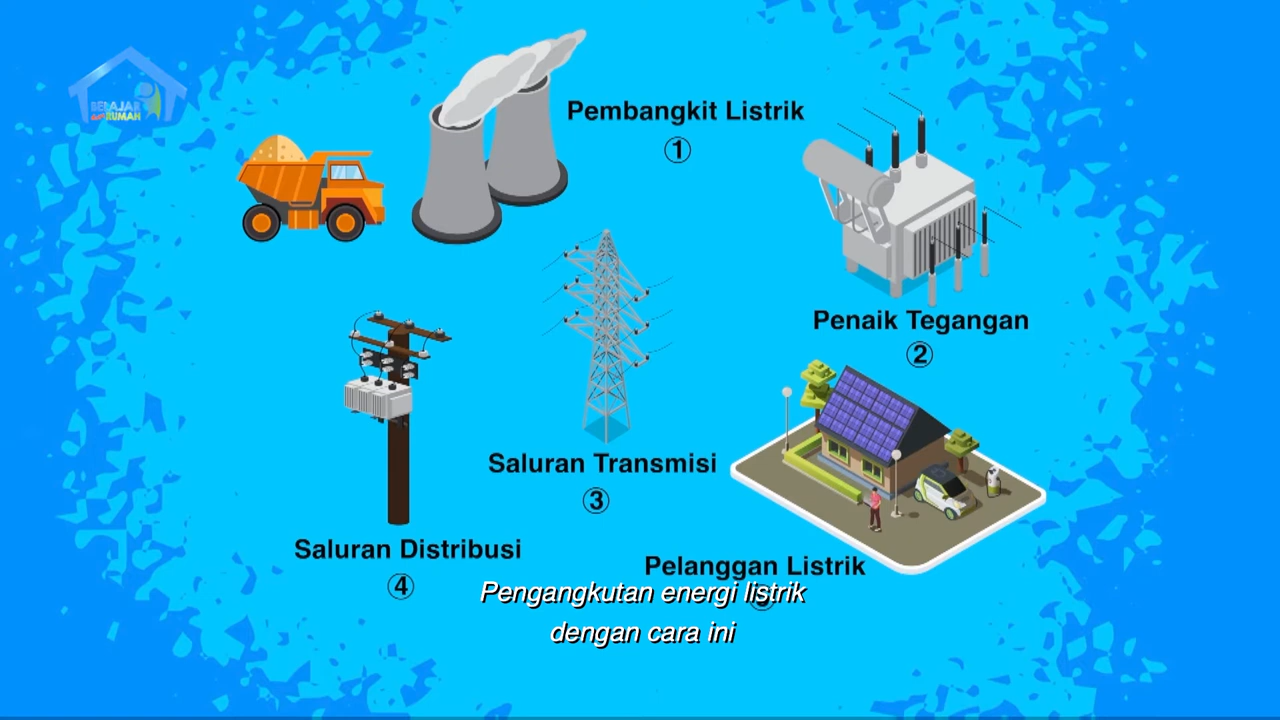 BELAJAR
dari RUMAH
Pembangkit Listrik
①
Penaik Tegangan
②
Saluran Transmisi
③
Saluran Distribusi
④
Pelanggan Listrik
Pengangkutan energi listrik
dengan cara ini